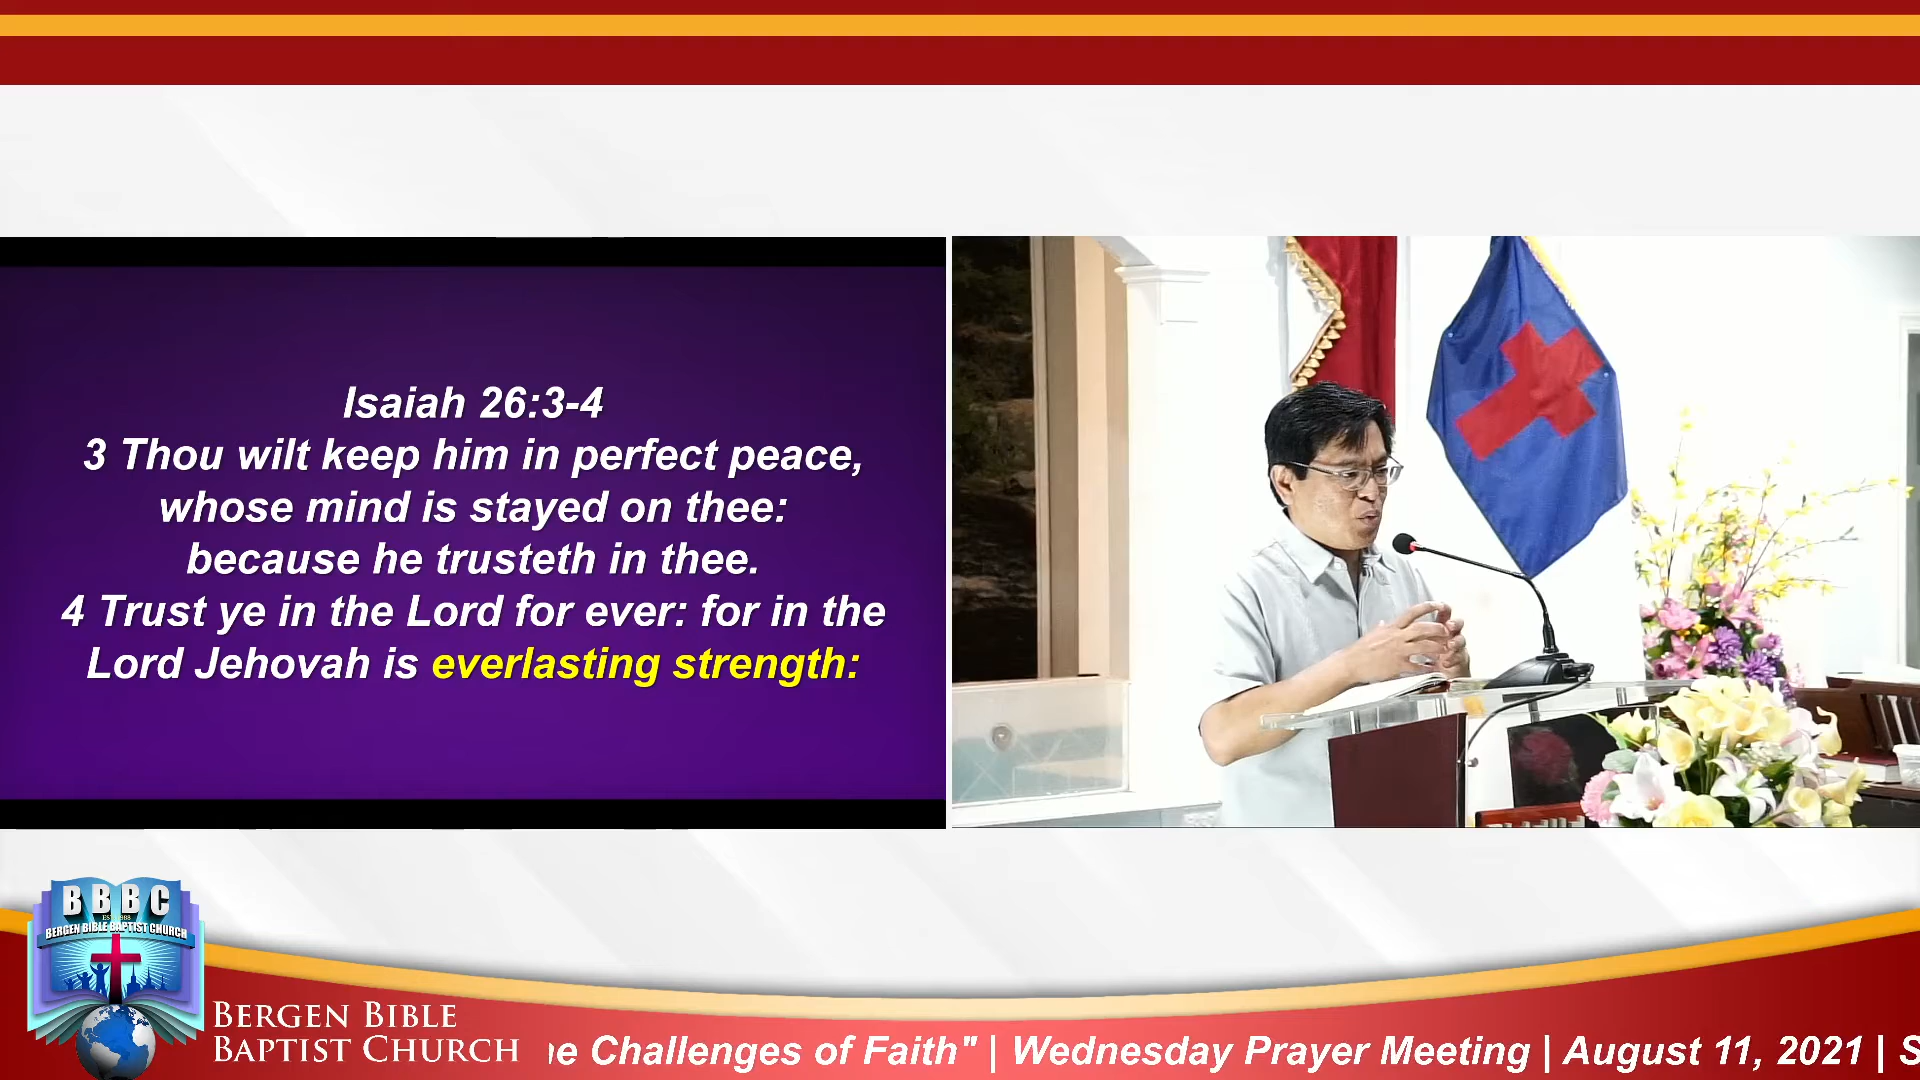 Isaiah 26:3-4
3 Thou wilt keep him in perfect peace,
whose mind is stayed on thee:
because he trusteth in thee.
4 Trust ye in the Lord for ever: for in the
Lord Jehovah is everlasting strength:
B B B C
BERGEN BIBLE BAPTIST CHURCH
BERGEN BIBLE
BAPTIST CHURCH
e Challenges of Faith" | Wednesday Prayer Meeting | August 11, 2021 | S